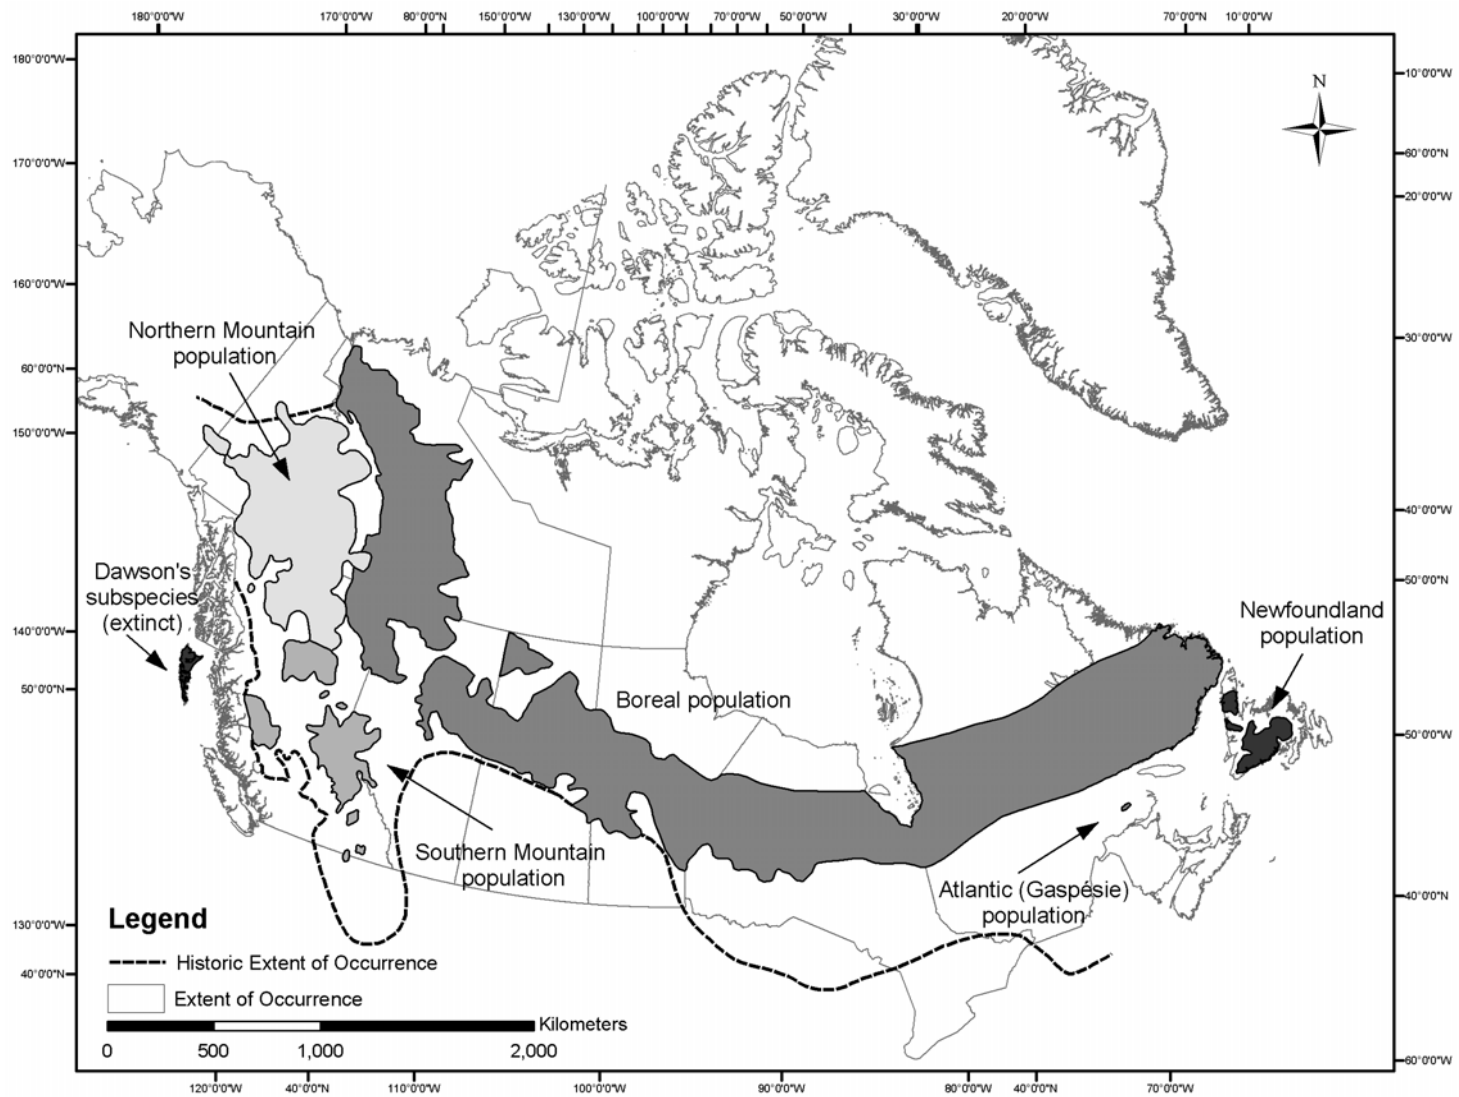 180°0'0"W 170°0'0"W 80°0'0"N 150°0'0"W 130°0'0"W 100°0'0"W 70°0'0"W 50°0'0"W 30°0'0"W 20°0'0"W 70°0'0"N 10°0'0"W
180°0'0"W
10°0'0"W
N
60°0'0"N
170°0'0"W
20°0'0"W
160°0'0"W
Northern Mountain
population
30°0'0"W
60°0'0"N
150°0'0"W
40°0'0"W
Dawson's
subspecies
(extinct)
50°0'0"N
Newfoundland
population
140°0'0"W
50°0'0"N
Boreal population
50°0'0"W
Southern Mountain
population
Atlantic (Gaspésie)
population
40°0'0"N
Legend
130°0'0"W
Historic Extent of Occurrence
40°0'0"N
Extent of Occurrence
Kilometers
0 500 1,000 2,000
60°0'0"W
120°0'0"W 40°0'0"N 110°0'0"W 100°0'0"W 90°0'0"W 80°0'0"W 40°0'0"N 70°0'0"W